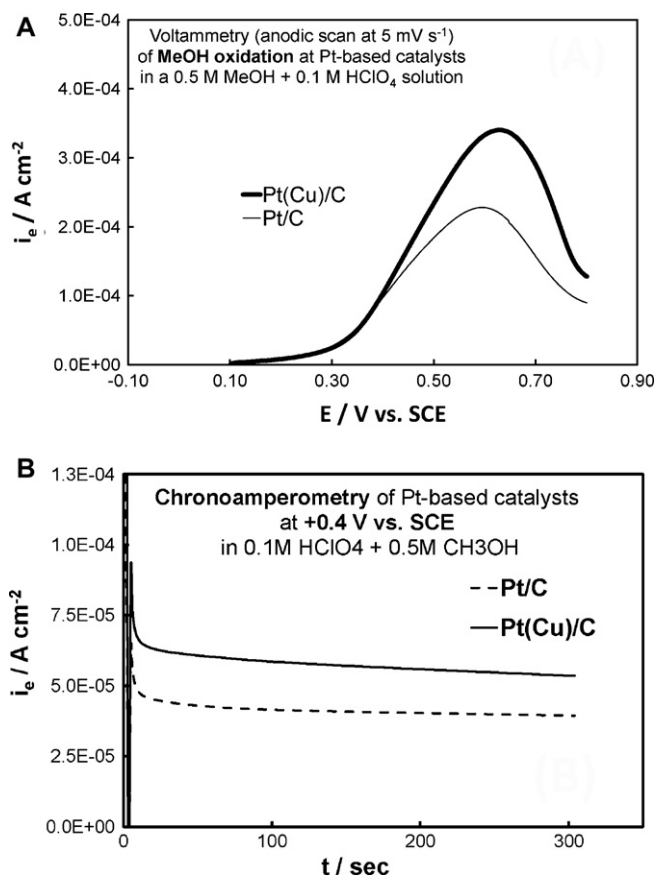 A
Voltammetry (anodic scan at 5 mV s⁻¹)
of MeOH oxidation at Pt-based catalysts
in a 0.5 M MeOH + 0.1 M HClO₄ solution
(A)
5.0E-04
4.0E-04
3.0E-04
2.0E-04
1.0E-04
0.0E+00
iₑ / A cm⁻²
Pt(Cu)/C
Pt/C
-0.10
0.10
0.30
0.50
0.70
0.90
E / V vs. SCE
B
Chronoamperometry of Pt-based catalysts
at +0.4 V vs. SCE
in 0.1M HClO4 + 0.5M CH3OH
1.3E-04
1.0E-04
7.5E-05
5.0E-05
2.5E-05
0.0E+00
iₑ / A cm⁻²
Pt/C
Pt(Cu)/C
(B)
0
100
200
300
t / sec